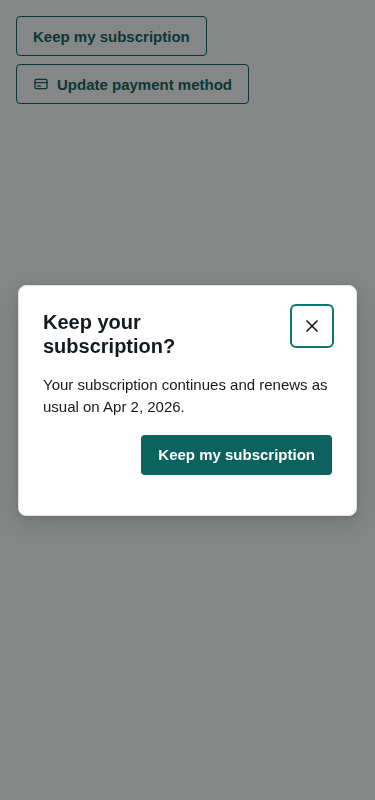 Keep my subscription
Update payment method
Keep your
subscription?
Your subscription continues and renews as
usual on Apr 2, 2026.
Keep my subscription